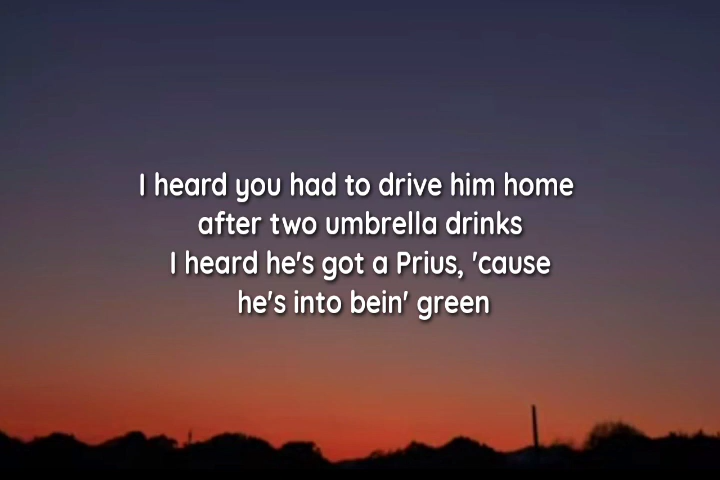 I heard you had to drive him home
after two umbrella drinks
I heard he's got a Prius, 'cause
he's into bein' green